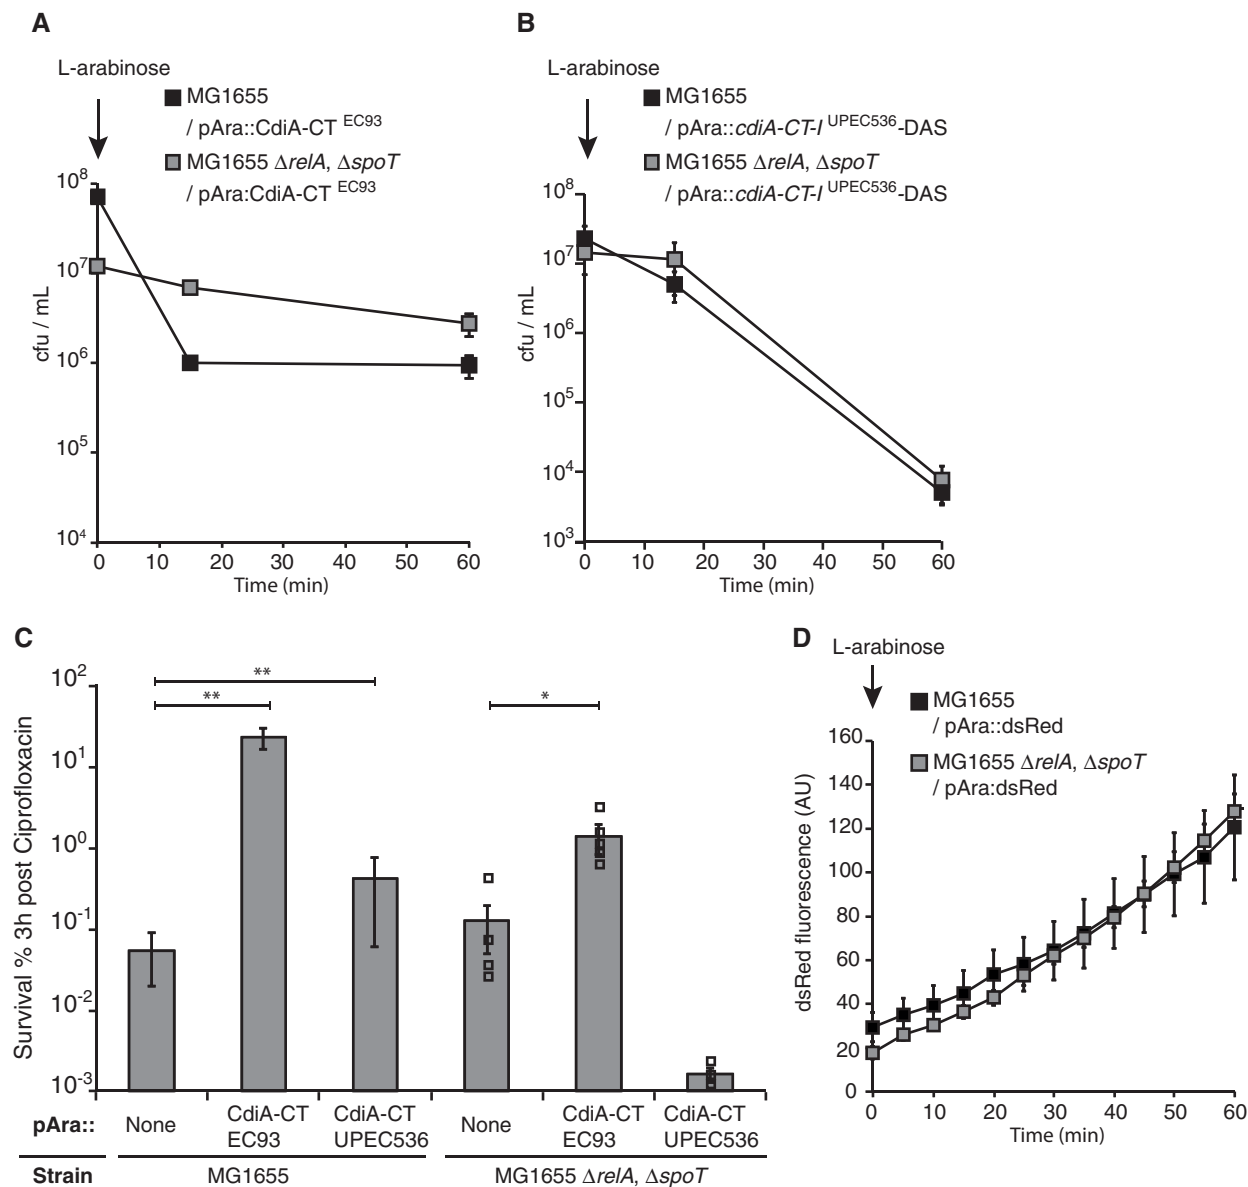 A
L-arabinose
MG1655
/ pAra::CdiA-CT EC93
MG1655 ΔrelA, ΔspoT
/ pAra:CdiA-CT EC93
10^8
10^7
10^6
10^5
10^4
cfu / mL
0 10 20 30 40 50 60
Time (min)
B
L-arabinose
MG1655
/ pAra::cdiA-CT-I UPEC536-DAS
MG1655 ΔrelA, ΔspoT
/ pAra::cdiA-CT-I UPEC536-DAS
10^8
10^7
10^6
10^5
10^4
10^3
cfu / mL
0 10 20 30 40 50 60
Time (min)
C
Survival % 3h post Ciprofloxacin
10^2
10^1
10^0
10^-1
10^-2
10^-3
**
**
*
pAra:: None CdiA-CT CdiA-CT None CdiA-CT CdiA-CT
EC93 UPEC536 EC93 UPEC536
Strain MG1655 MG1655 ΔrelA, ΔspoT
D
L-arabinose
MG1655
/ pAra::dsRed
MG1655 ΔrelA, ΔspoT
/ pAra:dsRed
dsRed fluorescence (AU)
160
140
120
100
80
60
40
20
0
0 10 20 30 40 50 60
Time (min)